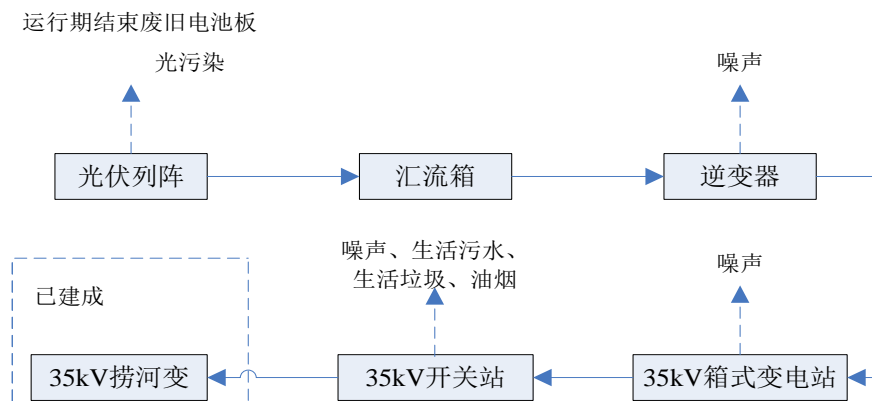 运行期结束废旧电池板
光污染
噪声
光伏列阵
汇流箱
逆变器
噪声、生活污水、
生活垃圾、油烟
噪声
已建成
35kV捞河变
35kV开关站
35kV箱式变电站